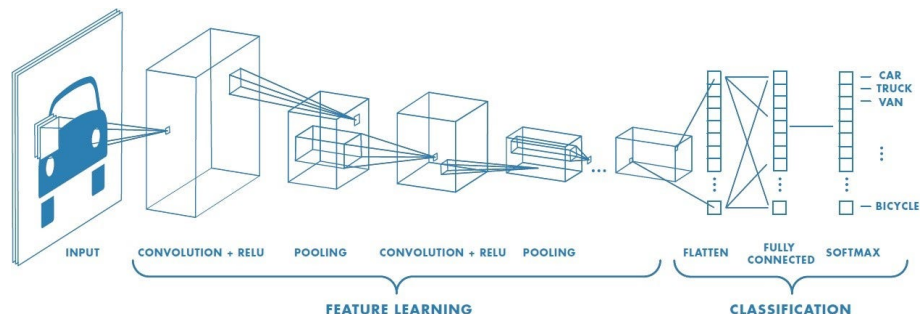 CAR
TRUCK
VAN
BICYCLE
INPUT
CONVOLUTION + RELU
POOLING
CONVOLUTION + RELU
POOLING
FLATTEN
FULLY
CONNECTED
SOFTMAX
FEATURE LEARNING
CLASSIFICATION